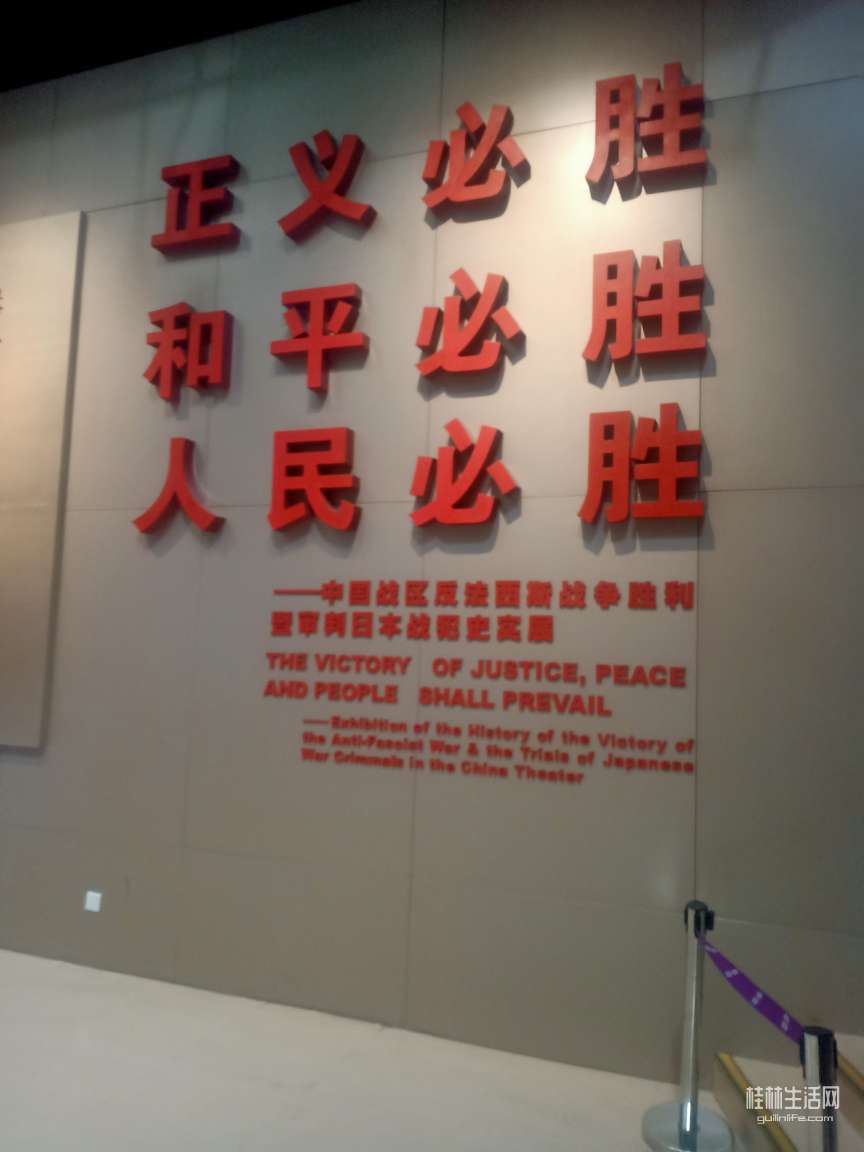 正义必胜
和平必胜
人民必胜
——中国战区反法西斯战争胜利
暨审判日本战犯史实展
THE VICTORY OF JUSTICE, PEACE
AND PEOPLE SHALL PREVAIL
——Exhibition of the History of the Victory of
the Anti-Fascist War & the Trials of Japanese
War Criminals in the China Theater
桂林生活网
guilinlife.com